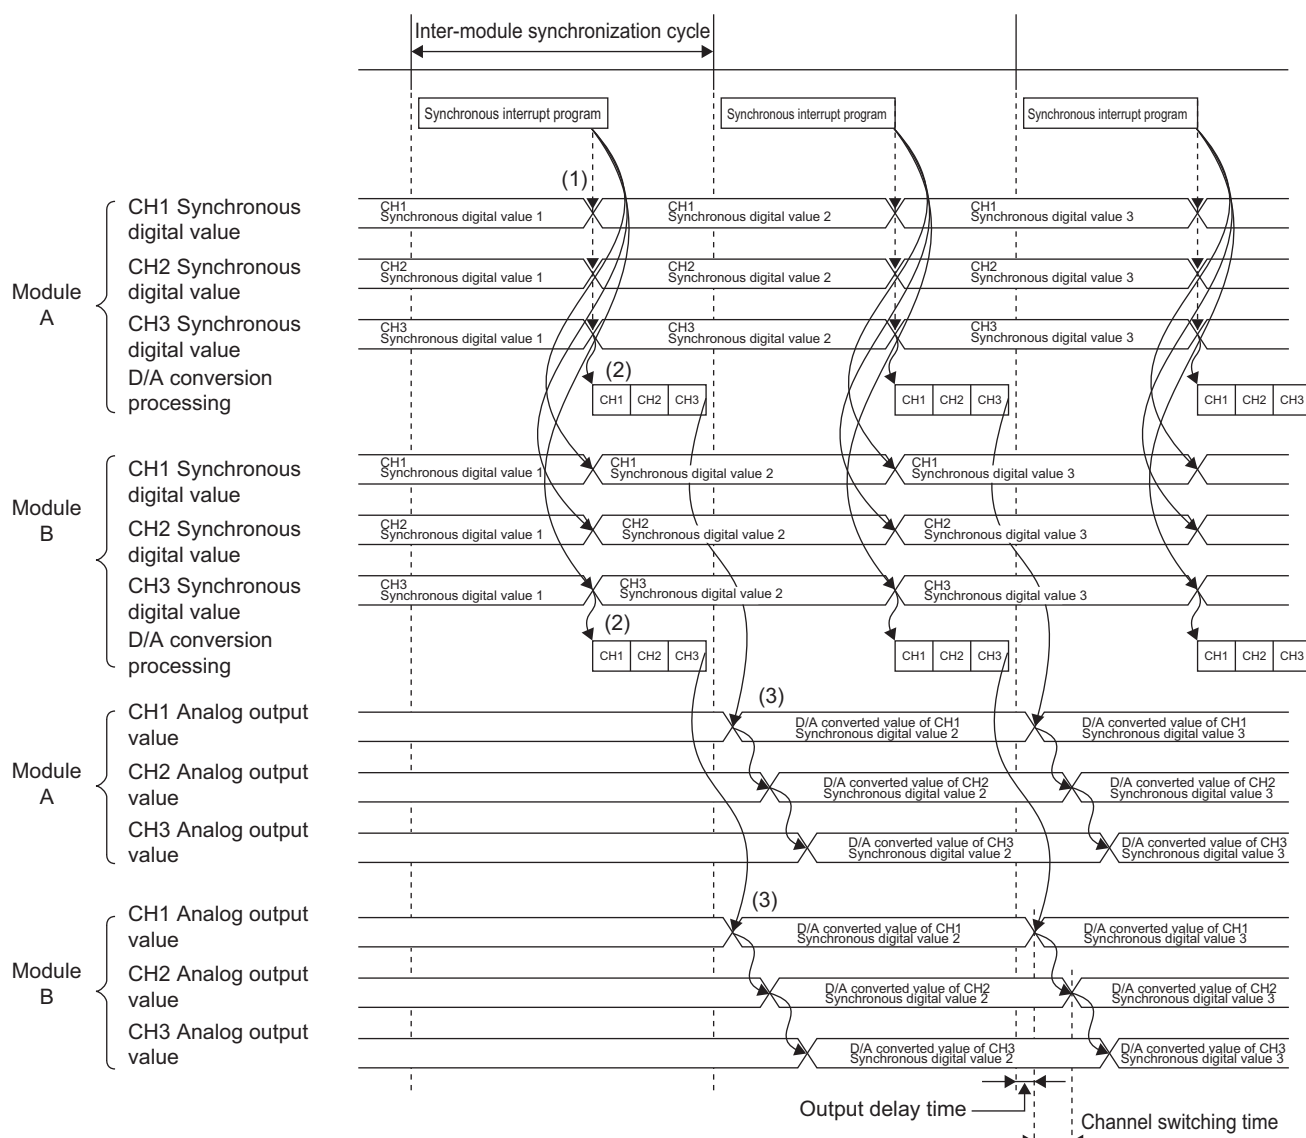 Inter-module synchronization cycle
Synchronous interrupt program
Synchronous interrupt program
Synchronous interrupt program
(1)
Module
A
CH1 Synchronous
digital value
CH1
Synchronous digital value 1
CH1
Synchronous digital value 2
CH1
Synchronous digital value 3
CH2 Synchronous
digital value
CH2
Synchronous digital value 1
CH2
Synchronous digital value 2
CH2
Synchronous digital value 3
CH3 Synchronous
digital value
CH3
Synchronous digital value 1
CH3
Synchronous digital value 2
CH3
Synchronous digital value 3
D/A conversion
processing
(2)
CH1 CH2 CH3
CH1 CH2 CH3
CH1 CH2 CH3
Module
B
CH1 Synchronous
digital value
CH1
Synchronous digital value 1
CH1
Synchronous digital value 2
CH1
Synchronous digital value 3
CH2 Synchronous
digital value
CH2
Synchronous digital value 1
CH2
Synchronous digital value 2
CH2
Synchronous digital value 3
CH3 Synchronous
digital value
CH3
Synchronous digital value 1
CH3
Synchronous digital value 2
CH3
Synchronous digital value 3
D/A conversion
processing
(2)
CH1 CH2 CH3
CH1 CH2 CH3
CH1 CH2 CH3
Module
A
CH1 Analog output
value
(3)
D/A converted value of CH1
Synchronous digital value 2
D/A converted value of CH1
Synchronous digital value 3
CH2 Analog output
value
D/A converted value of CH2
Synchronous digital value 2
D/A converted value of CH2
Synchronous digital value 3
CH3 Analog output
value
D/A converted value of CH3
Synchronous digital value 2
D/A converted value of CH3
Synchronous digital value 3
Module
B
CH1 Analog output
value
(3)
D/A converted value of CH1
Synchronous digital value 2
D/A converted value of CH1
Synchronous digital value 3
CH2 Analog output
value
D/A converted value of CH2
Synchronous digital value 2
D/A converted value of CH2
Synchronous digital value 3
CH3 Analog output
value
D/A converted value of CH3
Synchronous digital value 2
D/A converted value of CH3
Synchronous digital value 3
Output delay time
Channel switching time